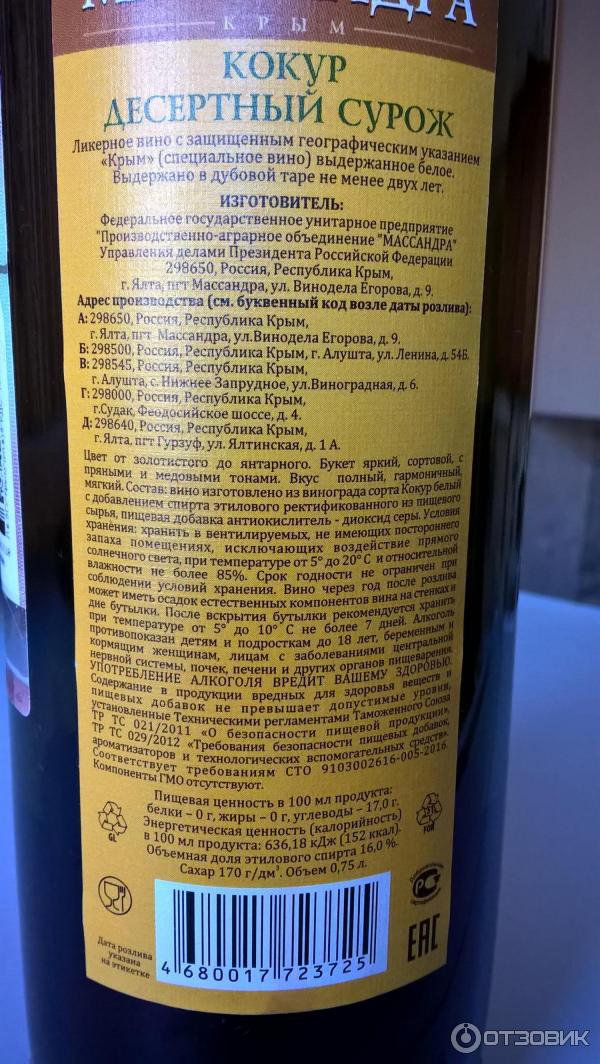 КРЫМ
КОКУР
ДЕСЕРТНЫЙ СУРОЖ
Ликерное вино с защищенным географическим указанием
«Крым» (специальное вино) выдержанное белое.
Выдержано в дубовой таре не менее двух лет.
ИЗГОТОВИТЕЛЬ:
Федеральное государственное унитарное предприятие
"Производственно-аграрное объединение "МАССАНДРА"
Управления делами Президента Российской Федерации
298650, Россия, Республика Крым,
г. Ялта, пгт Массандра, ул. Винодела Егорова, д. 9.
Адрес производства (см. буквенный код возле даты розлива):
А: 298650, Россия, Республика Крым,
г. Ялта, пгт Массандра, ул.Винодела Егорова, д. 9.
Б: 298500, Россия, Республика Крым, г. Алушта, ул. Ленина, д. 54Б.
В: 298545, Россия, Республика Крым,
г. Алушта, с. Нижнее Запрудное, ул.Виноградная, д. 6.
Г: 298000, Россия, Республика Крым,
г.Судак, Феодосийское шоссе, д. 4.
Д: 298640, Россия, Республика Крым,
г. Ялта, пгт Гурзуф, ул. Ялтинская, д. 1 А.
Цвет от золотистого до янтарного. Букет яркий, сортовой, с
пряными и медовыми тонами. Вкус полный, гармоничный,
мягкий. Состав: вино изготовлено из винограда сорта Кокур белый
с добавлением спирта этилового ректификованного из пищевого
сырья, пищевая добавка антиокислитель - диоксид серы. Условия
хранения: хранить в вентилируемых, не имеющих постороннего
запаха помещениях, исключающих воздействие прямого
солнечного света, при температуре от 5° до 20° С и относительной
влажности не более 85%. Срок годности не ограничен при
соблюдении условий хранения. Вино через год после розлива
может иметь осадок естественных компонентов вина на стенках и
дне бутылки. После вскрытия бутылки рекомендуется хранить
при температуре от 5° до 10° С не более 7 дней. Алкоголь
противопоказан детям и подросткам до 18 лет, беременным и
кормящим женщинам, лицам с заболеваниями центральной
нервной системы, почек, печени и других органов пищеварения.
УПОТРЕБЛЕНИЕ АЛКОГОЛЯ ВРЕДИТ ВАШЕМУ ЗДОРОВЬЮ.
Содержание в продукции вредных для здоровья веществ и
пищевых добавок не превышает допустимые уровни,
установленные Техническими регламентами Таможенного Союза
ТР ТС 021/2011 «О безопасности пищевой продукции»,
ТР ТС 029/2012 «Требования безопасности пищевых добавок,
ароматизаторов и технологических вспомогательных средств».
Соответствует требованиям СТО 9103002616-005-2016.
Компоненты ГМО отсутствуют.
Пищевая ценность в 100 мл продукта:
белки – 0 г, жиры – 0 г, углеводы – 17,0 г.
Энергетическая ценность (калорийность)
в 100 мл продукта: 636,18 кДж (152 ккал).
Объемная доля этилового спирта 16,0 %.
Сахар 170 г/дм³. Объем 0,75 л.
GL
FOR
Дата розлива
указана
на этикетке
4 680017 723725
ЕАС
ОТЗОВИК